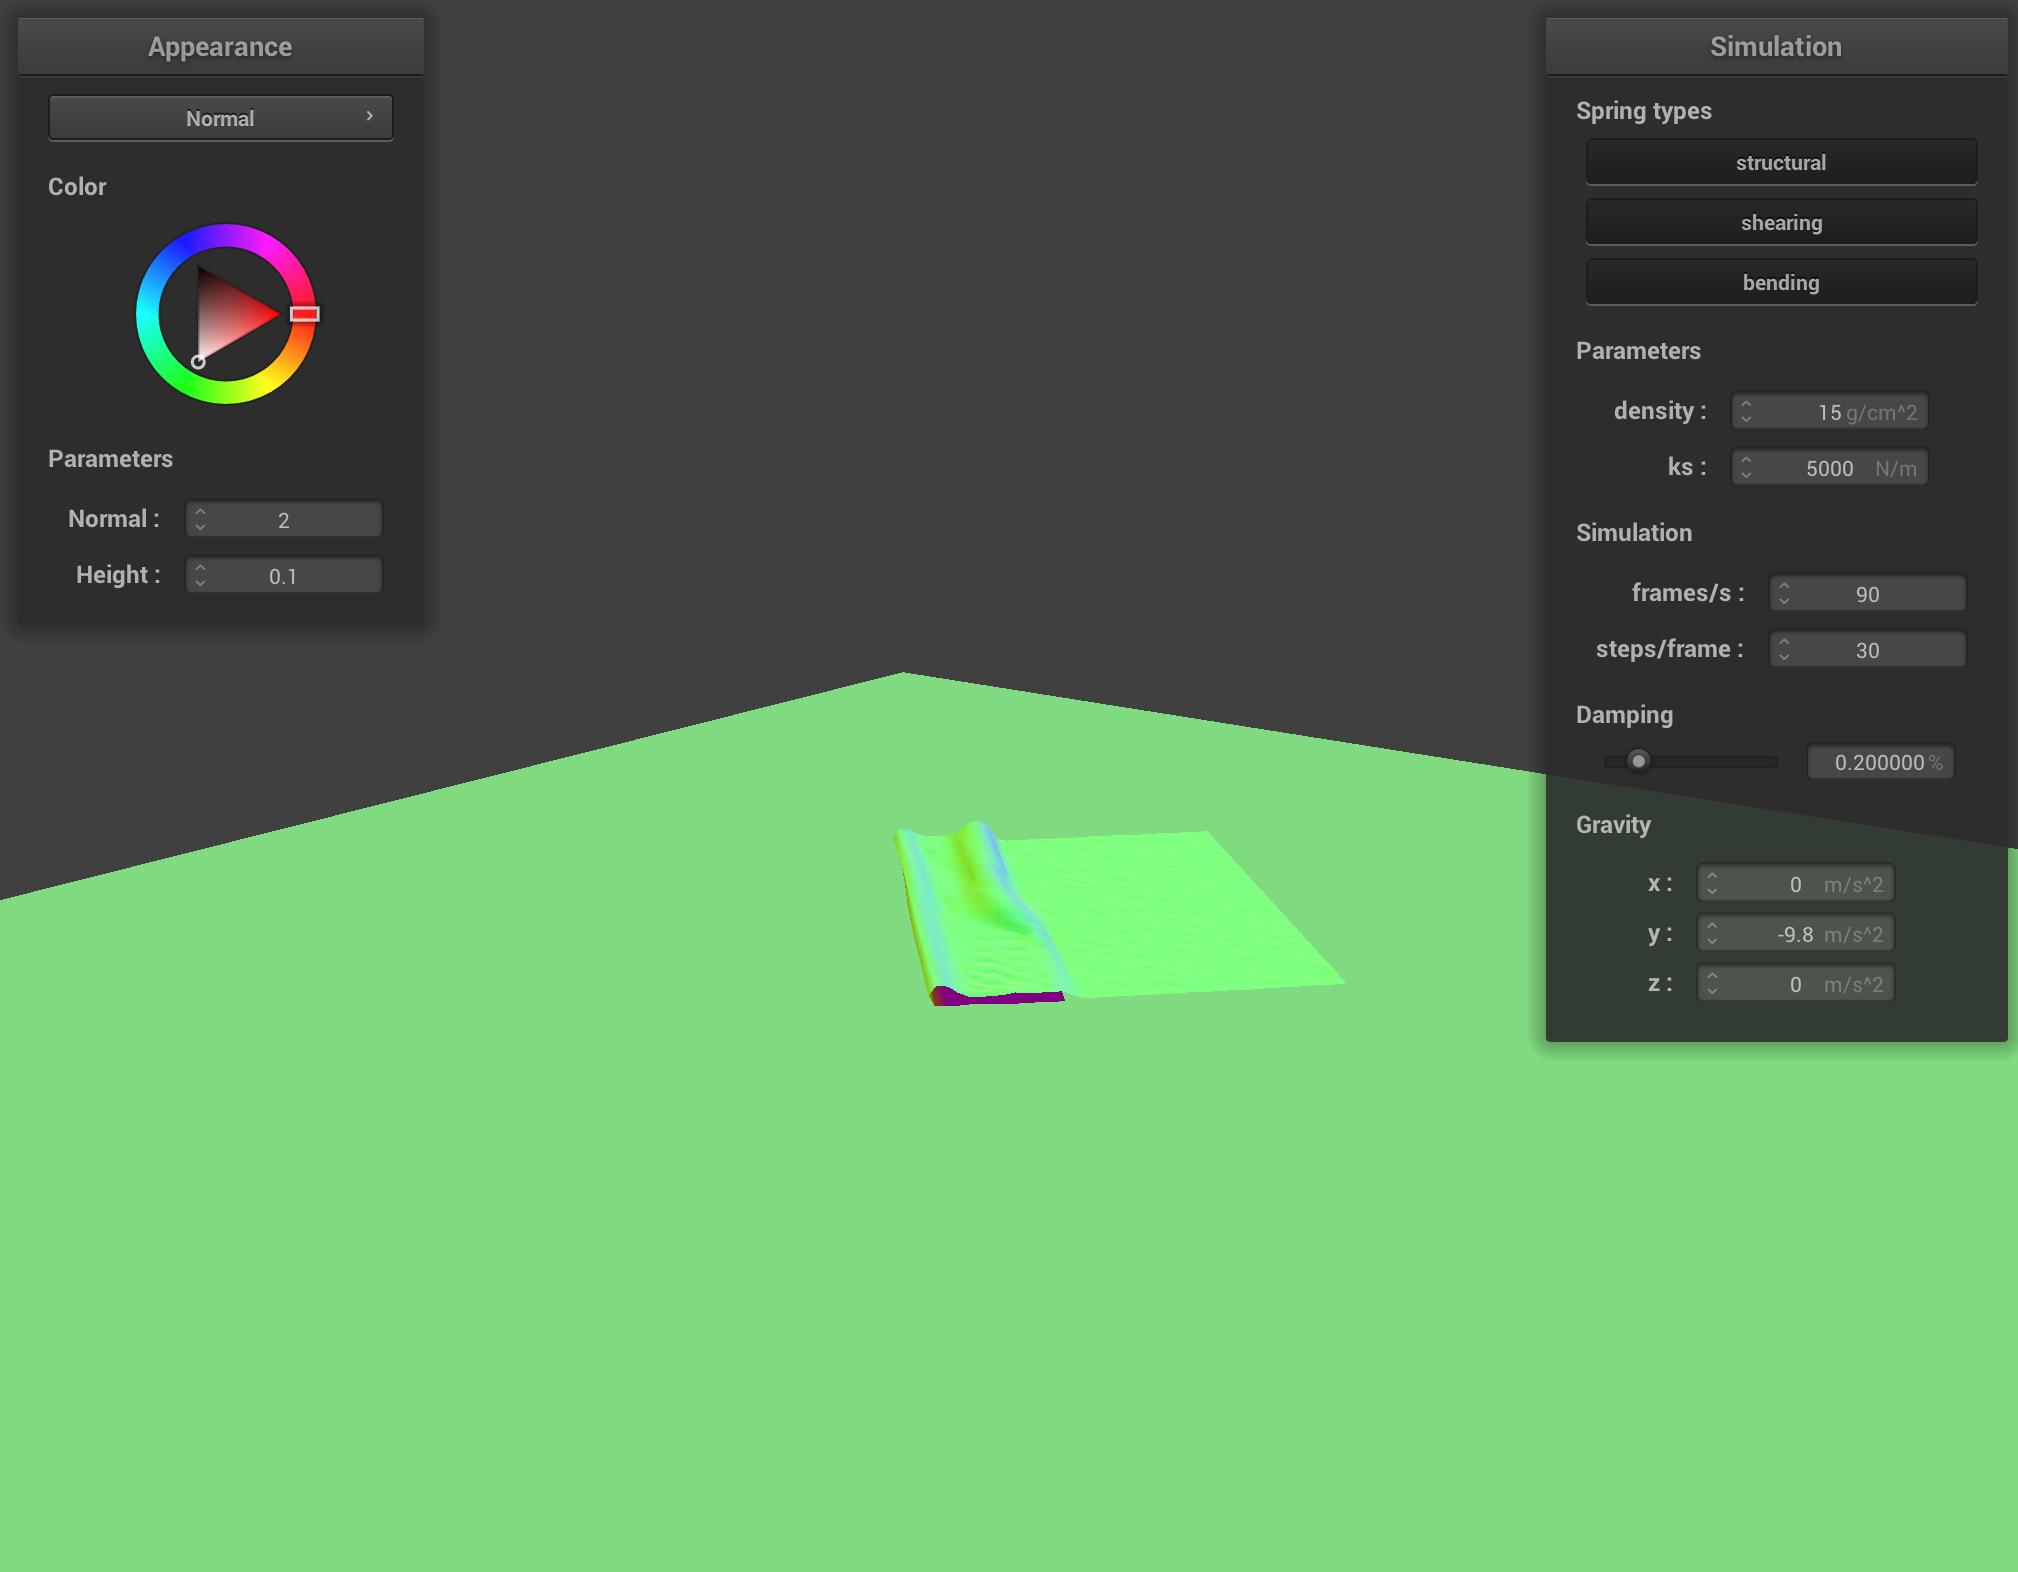 Appearance
Normal
Color
Parameters
Normal : 2
Height : 0.1
Simulation
Spring types
structural
shearing
bending
Parameters
density : 15 g/cm^2
ks : 5000 N/m
Simulation
frames/s : 90
steps/frame : 30
Damping
0.200000 %
Gravity
x : 0 m/s^2
y : -9.8 m/s^2
z : 0 m/s^2